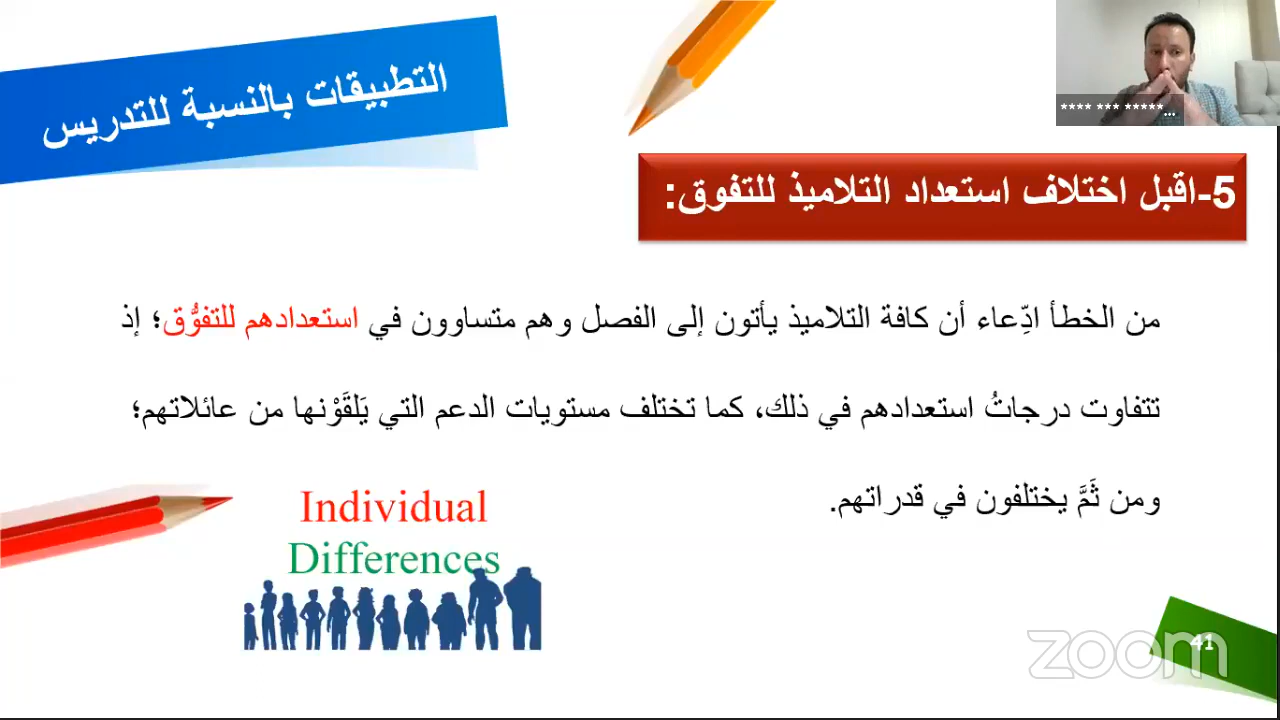 التطبيقات بالنسبة للتدريس
**** *** *****...
5-اقبل اختلاف استعداد التلاميذ للتفوق:
من الخطأ ادِّعاء أن كافة التلاميذ يأتون إلى الفصل وهم متساوون في استعدادهم للتفوُّق؛ إذ
تتفاوت درجاتُ استعدادهم في ذلك، كما تختلف مستويات الدعم التي يَلقَوْنها من عائلاتهم؛
ومن ثَمَّ يختلفون في قدراتهم.
Individual
Differences
41
zoom